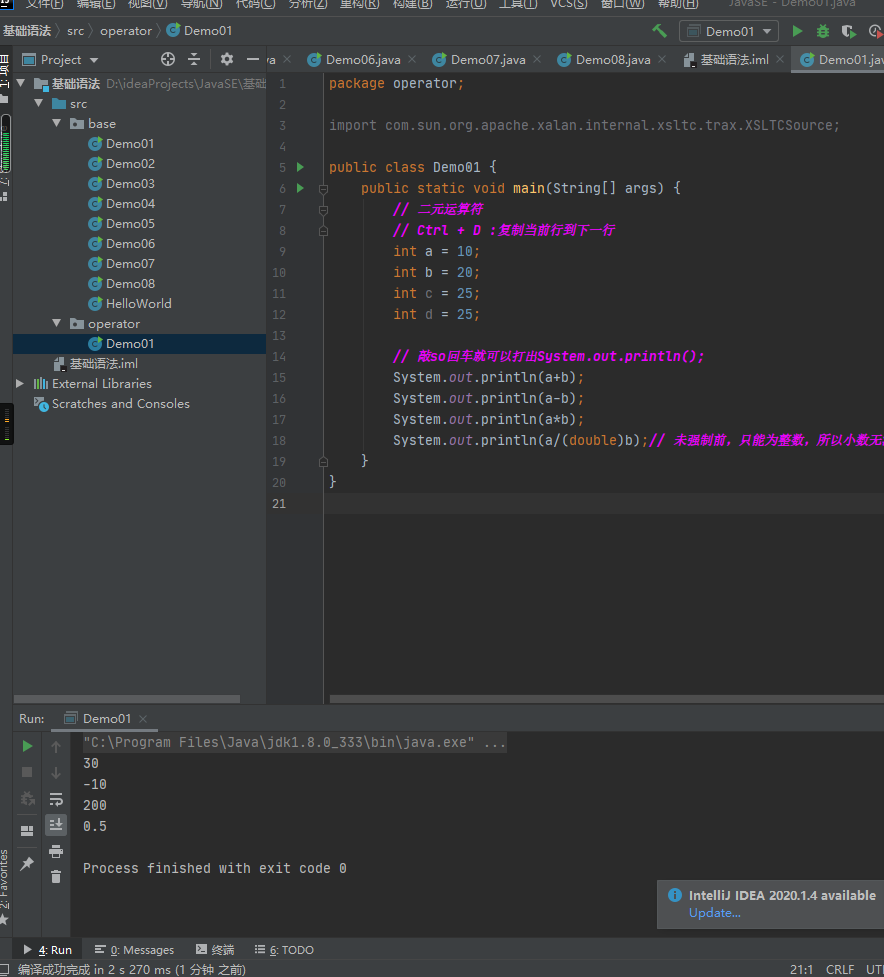 文件(F) 编辑(E) 视图(V) 导航(N) 代码(C) 分析(Z) 重构(R) 构建(B) 运行(U) 工具(T) VCS(S) 窗口(W) 帮助(H) JavaSE - Demo01.java
基础语法 src operator Demo01 Demo01
Project Demo06.java Demo07.java Demo08.java 基础语法.iml Demo01.jav
基础语法 D:\ideaProjects\JavaSE\基础
src
base
Demo01
Demo02
Demo03
Demo04
Demo05
Demo06
Demo07
Demo08
HelloWorld
operator
Demo01
基础语法.iml
External Libraries
Scratches and Consoles
1 package operator;
2
3 import com.sun.org.apache.xalan.internal.xsltc.trax.XSLTCSource;
4
5 public class Demo01 {
6 public static void main(String[] args) {
7 // 二元运算符
8 // Ctrl + D :复制当前行到下一行
9 int a = 10;
10 int b = 20;
11 int c = 25;
12 int d = 25;
13
14 // 敲so回车就可以打出System.out.println();
15 System.out.println(a+b);
16 System.out.println(a-b);
17 System.out.println(a*b);
18 System.out.println(a/(double)b);// 未强制前，只能为整数，所以小数无
19 }
20 }
21
Run: Demo01
"C:\Program Files\Java\jdk1.8.0_333\bin\java.exe" ...
30
-10
200
0.5
Process finished with exit code 0
2: Favorites
IntelliJ IDEA 2020.1.4 available
Update...
4: Run 0: Messages 终端 6: TODO
编译成功完成 in 2 s 270 ms (1 分钟 之前) 21:1 CRLF UT